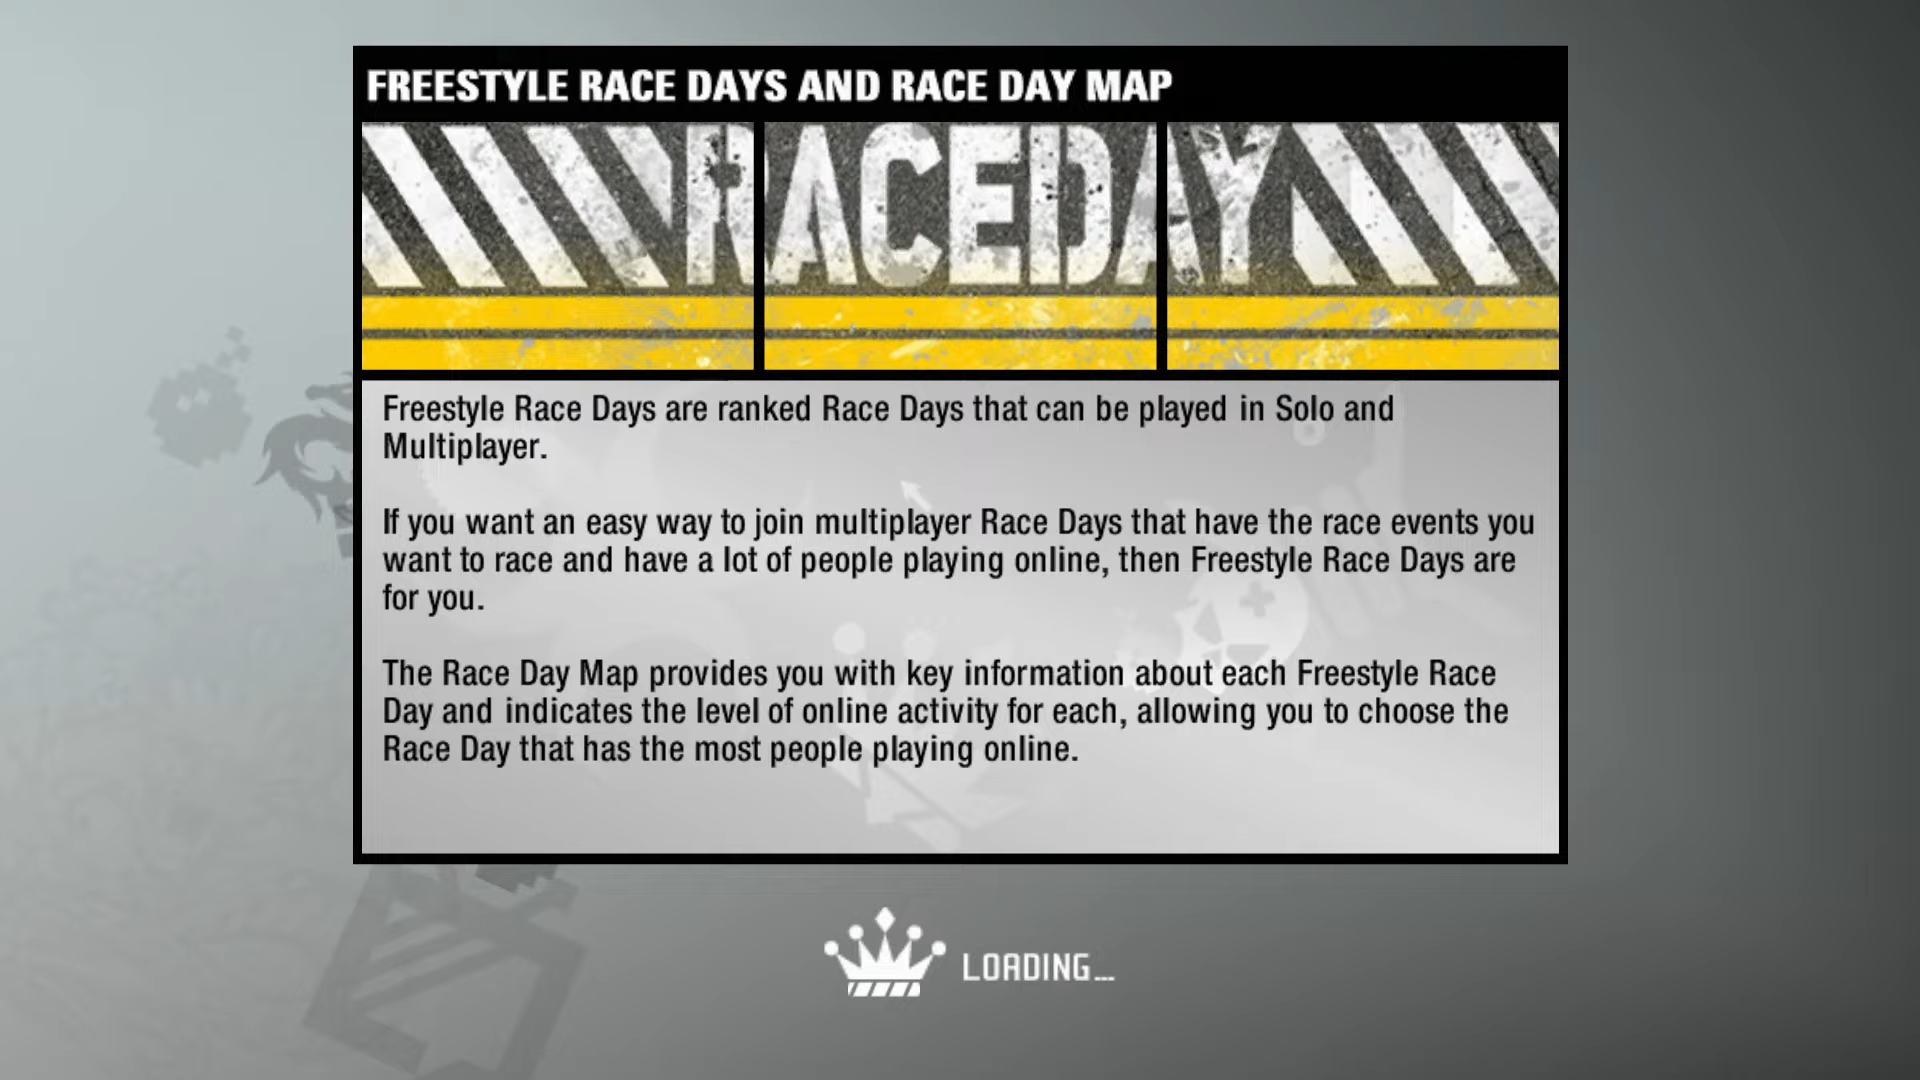 FREESTYLE RACE DAYS AND RACE DAY MAP
RACEDAY
Freestyle Race Days are ranked Race Days that can be played in Solo and
Multiplayer.
If you want an easy way to join multiplayer Race Days that have the race events you
want to race and have a lot of people playing online, then Freestyle Race Days are
for you.
The Race Day Map provides you with key information about each Freestyle Race
Day and indicates the level of online activity for each, allowing you to choose the
Race Day that has the most people playing online.
LOADING...